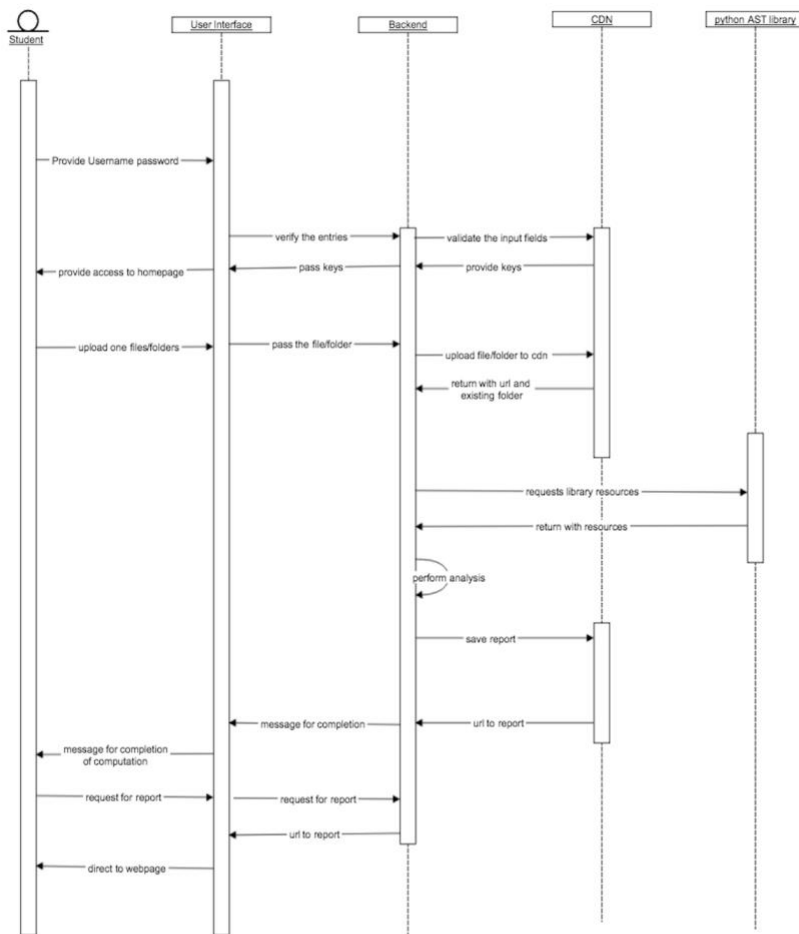 Student
User Interface
Backend
CDN
python AST library
Provide Username password
verify the entries
validate the input fields
provide access to homepage
pass keys
provide keys
upload one files/folders
pass the file/folder
upload file/folder to cdn
return with url and
existing folder
requests library resources
return with resources
perform analysis
save report
message for completion
url to report
message for completion
of computation
request for report
request for report
url to report
direct to webpage